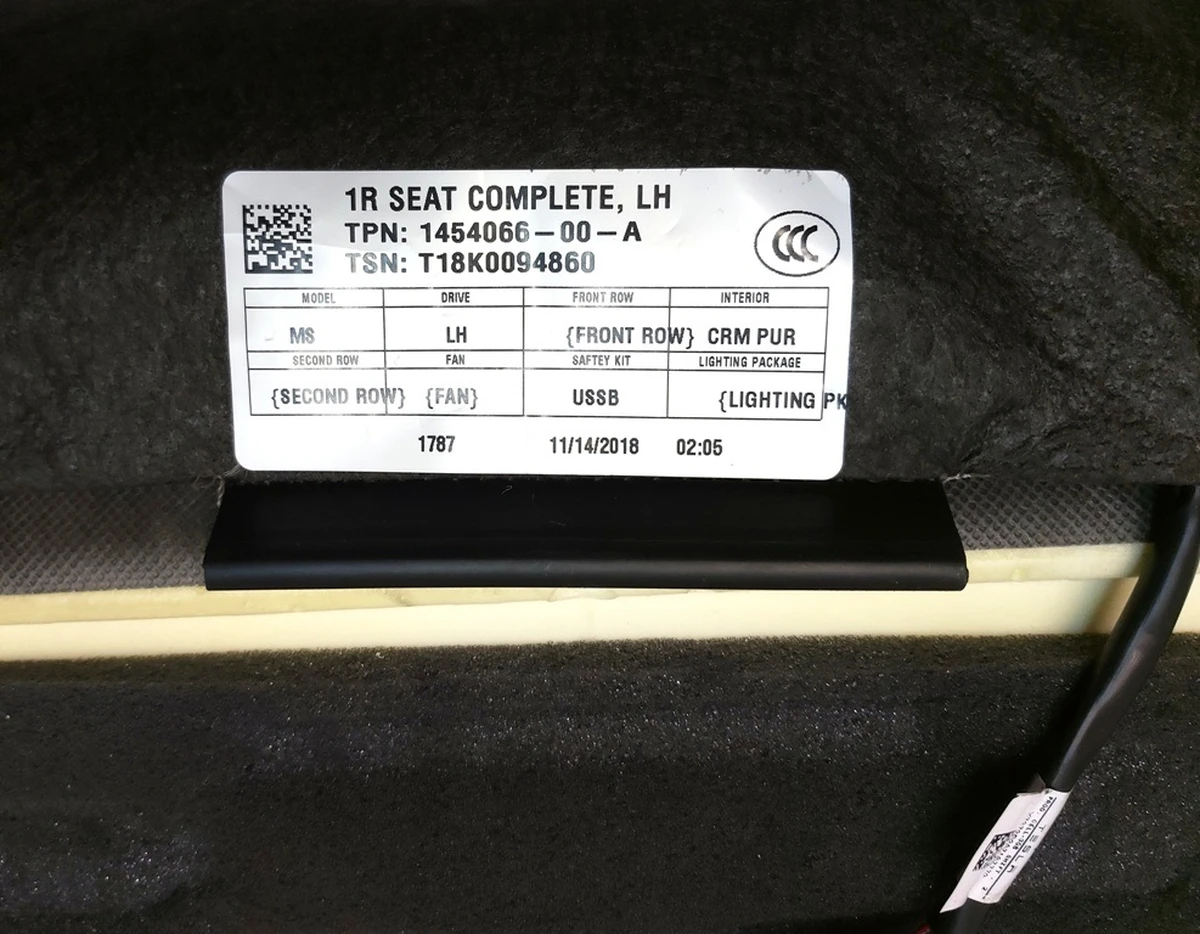 1R SEAT COMPLETE, LH
TPN: 1454066-00-A
TSN: T18K0094860
CCC
MODEL DRIVE FRONT ROW INTERIOR
MS LH {FRONT ROW} CRM PUR
SECOND ROW FAN SAFTEY KIT LIGHTING PACKAGE
{SECOND ROW} {FAN} USSB {LIGHTING PK
1787 11/14/2018 02:05
TESLA